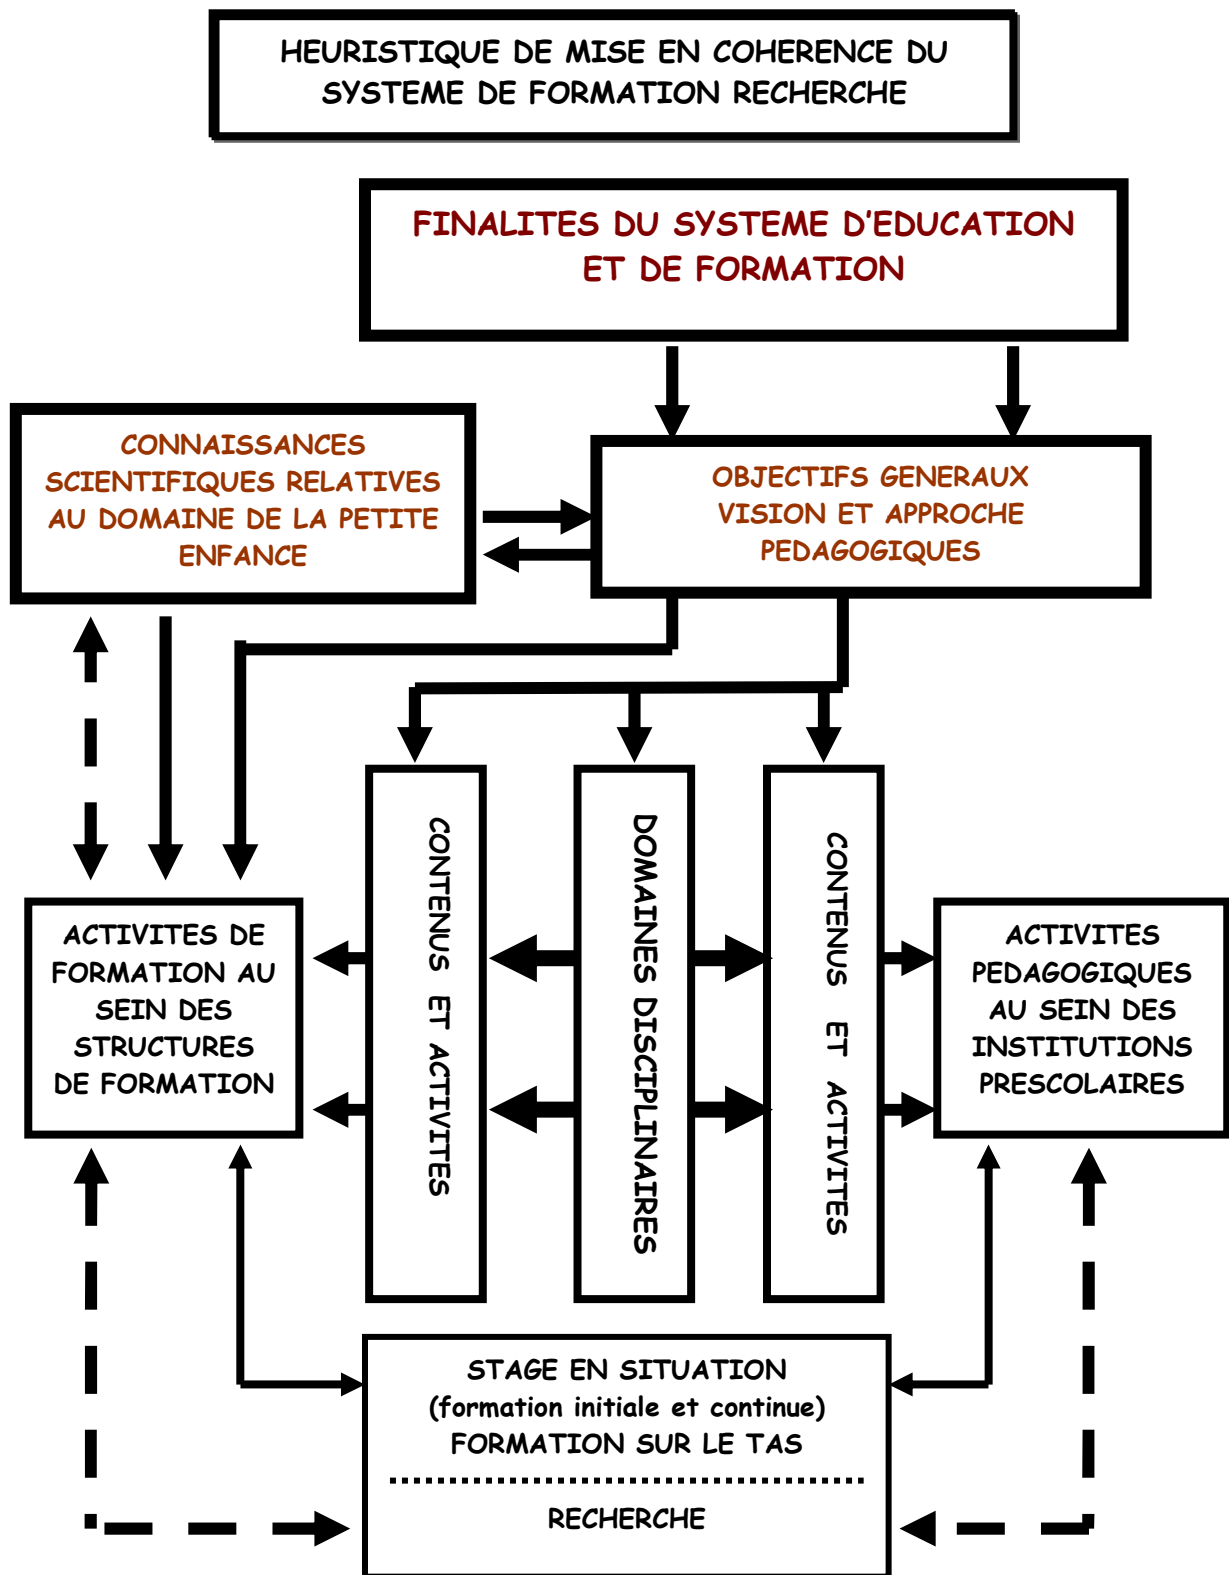 HEURISTIQUE DE MISE EN COHERENCE DU
SYSTEME DE FORMATION RECHERCHE
FINALITES DU SYSTEME D'EDUCATION
ET DE FORMATION
CONNAISSANCES
SCIENTIFIQUES RELATIVES
AU DOMAINE DE LA PETITE
ENFANCE
OBJECTIFS GENERAUX
VISION ET APPROCHE
PEDAGOGIQUES
ACTIVITES DE
FORMATION AU
SEIN DES
STRUCTURES
DE FORMATION
CONTENUS ET ACTIVITES
DOMAINES DISCIPLINAIRES
CONTENUS ET ACTIVITES
ACTIVITES
PEDAGOGIQUES
AU SEIN DES
INSTITUTIONS
PRESCOLAIRES
STAGE EN SITUATION
(formation initiale et continue)
FORMATION SUR LE TAS
RECHERCHE